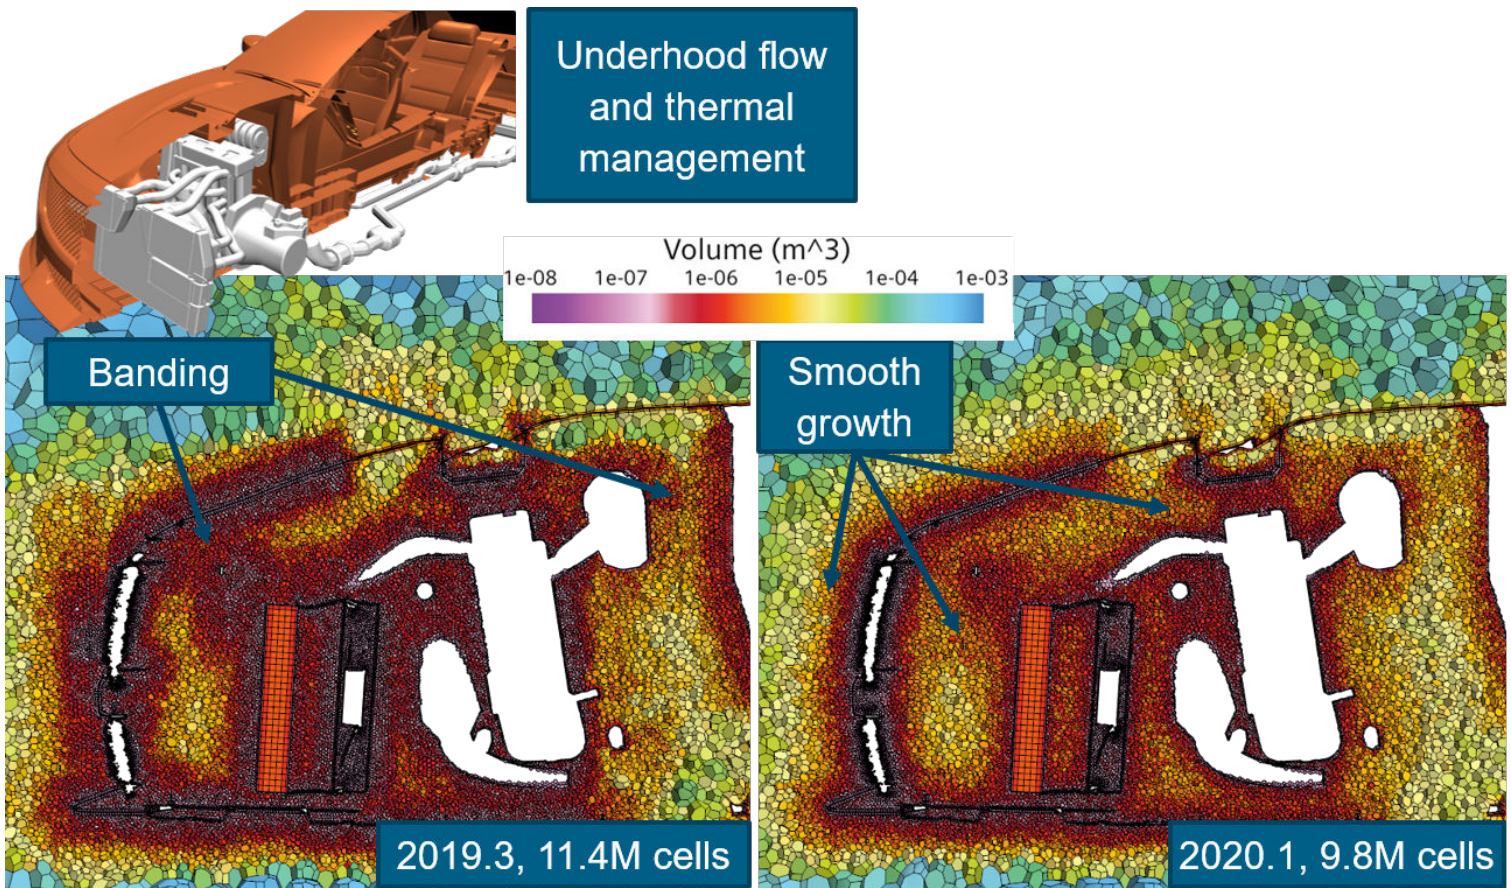 Underhood flow
and thermal
management
Volume (m^3)
1e-08 1e-07 1e-06 1e-05 1e-04 1e-03
Banding
Smooth
growth
2019.3, 11.4M cells
2020.1, 9.8M cells